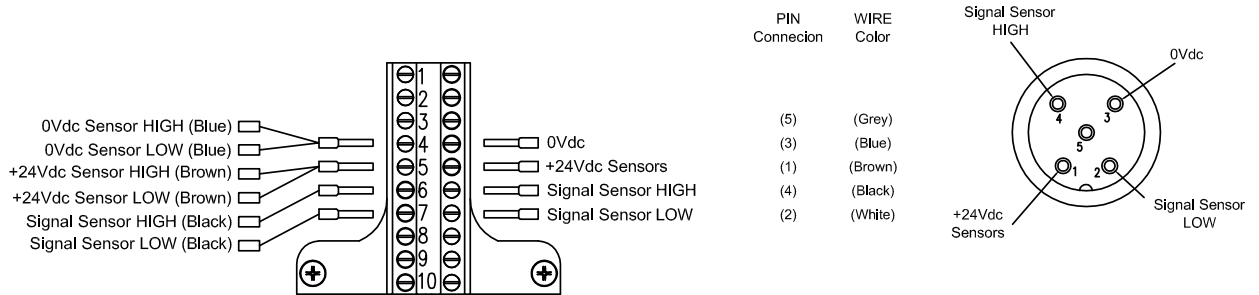 0Vdc Sensor HIGH (Blue)
0Vdc Sensor LOW (Blue)
+24Vdc Sensor HIGH (Brown)
+24Vdc Sensor LOW (Brown)
Signal Sensor HIGH (Black)
Signal Sensor LOW (Black)
1
2
3
4
5
6
7
8
9
10
0Vdc
+24Vdc Sensors
Signal Sensor HIGH
Signal Sensor LOW
PIN WIRE
Connecion Color
(5) (Grey)
(3) (Blue)
(1) (Brown)
(4) (Black)
(2) (White)
Signal Sensor
HIGH
0Vdc
4
3
5
1
2
+24Vdc
Sensors
Signal Sensor
LOW